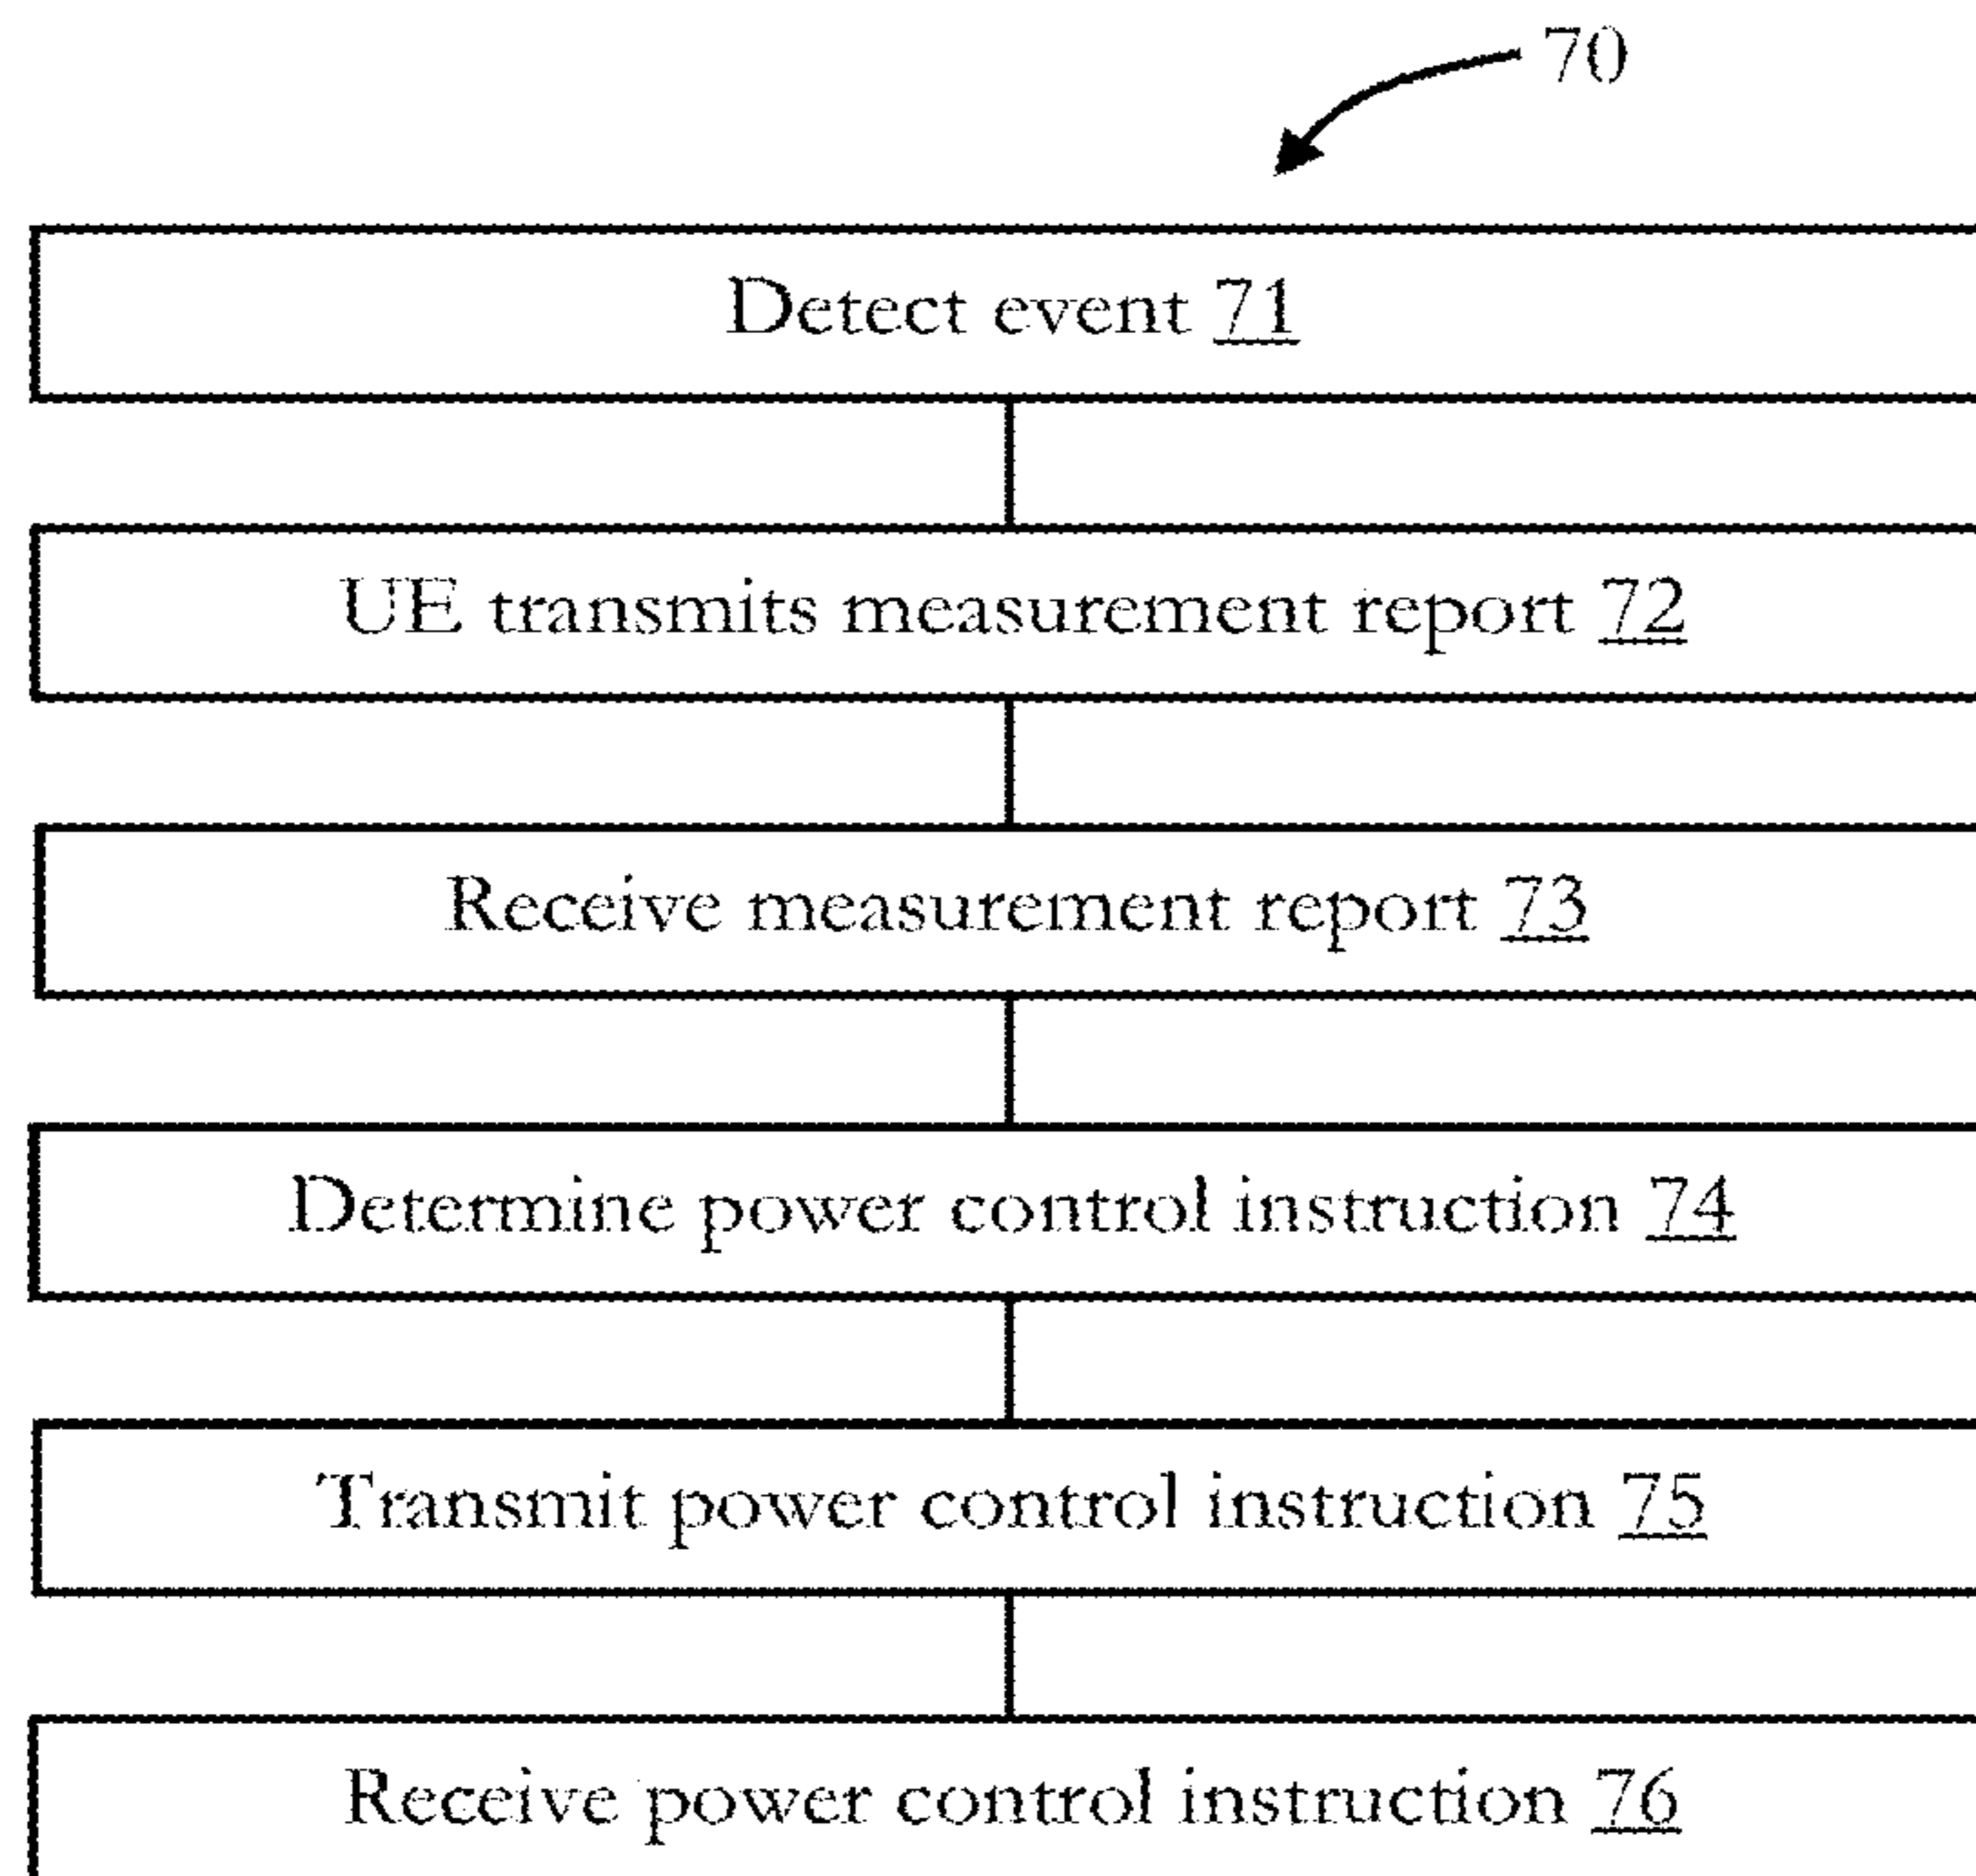 70
Detect event 71
UE transmits measurement report 72
Receive measurement report 73
Determine power control instruction 74
Transmit power control instruction 75
Receive power control instruction 76